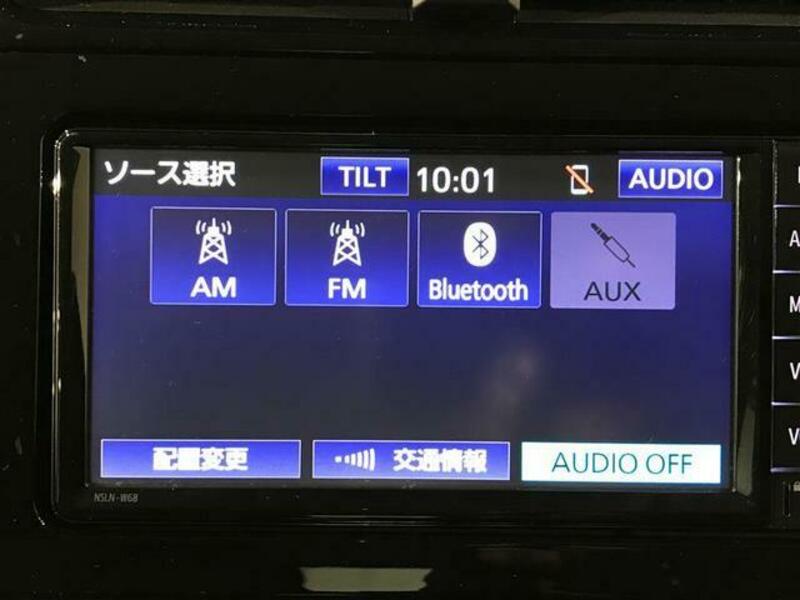 ソース選択 TILT 10:01 AUDIO
AM FM Bluetooth AUX
配置変更 交通情報 AUDIO OFF
NSLN-W68
A
M
V
V